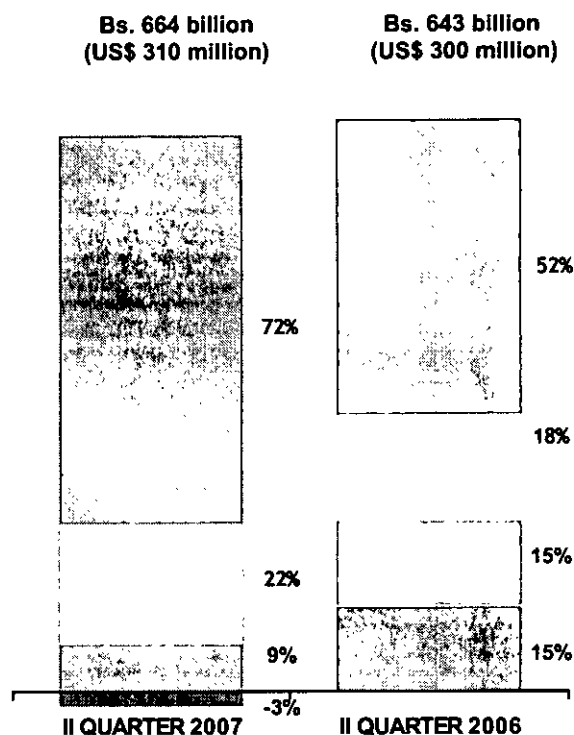 Bs. 664 billion
(US$ 310 million)
Bs. 643 billion
(US$ 300 million)
72%
22%
9%
-3%
52%
18%
15%
15%
II QUARTER 2007
II QUARTER 2006